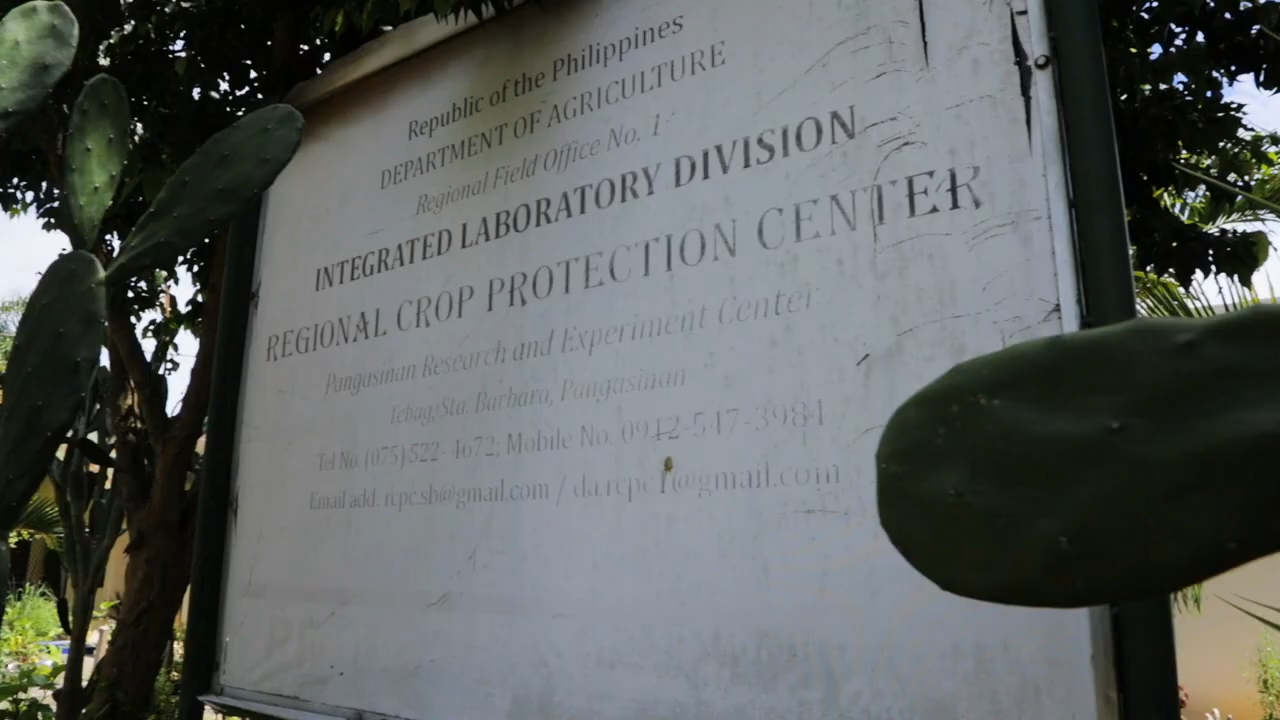 Republic of the Philippines
DEPARTMENT OF AGRICULTURE
Regional Field Office No. 1
INTEGRATED LABORATORY DIVISION
REGIONAL CROP PROTECTION CENTER
Pangasinan Research and Experiment Center
Tebag, Sta. Barbara, Pangasinan
Tel No. (075) 522-4672; Mobile No. 0912-547-3984
Email add: rcpc.sb@gmail.com / da.rcpc1@gmail.com